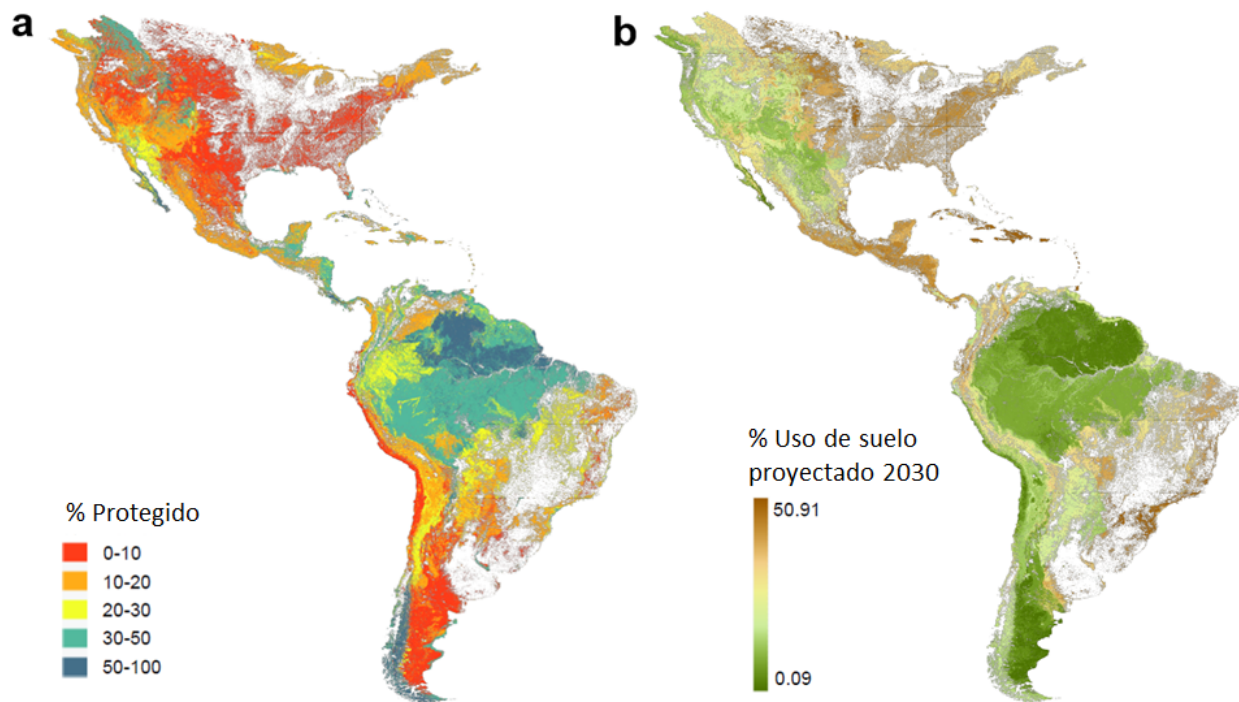 a
% Protegido
0-10
10-20
20-30
30-50
50-100
b
% Uso de suelo
proyectado 2030
50.91
0.09